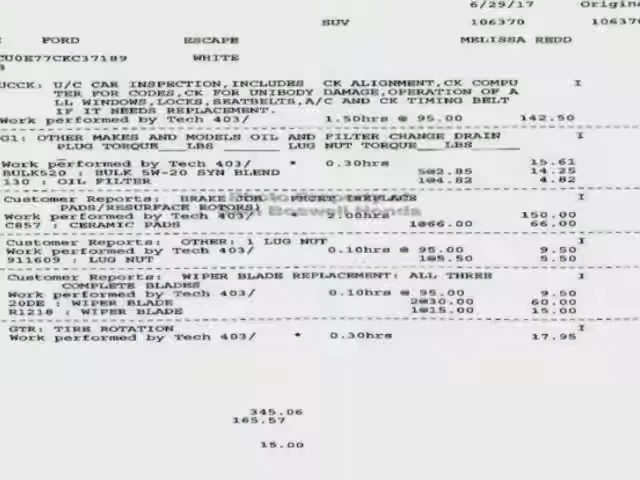 6/29/17 Origin
SUV 106370 10637
FORD ESCAPE MELISSA REDD
CU0E77CKC37189 WHITE
UCCK: U/C CAR INSPECTION,INCLUDES CK ALIGNMENT,CK COMPU I
TER FOR CODES,CK FOR UNIBODY DAMAGE,OPERATION OF A
LL WINDOWS,LOCKS,SEATBELTS,A/C AND CK TIMING BELT
IF IT NEEDS REPLACEMENT.
Work performed by Tech 403/ 1.50hrs @ 95.00 142.50
G1: OTHER MAKES AND MODELS OIL AND FILTER CHANGE DRAIN I
PLUG TORQUE___LBS LUG NUT TORQUE___LBS
Work performed by Tech 403/ * 0.30hrs 15.61
BULK520 : BULK 5W-20 SYN BLEND 5@2.85 14.25
130 : OIL FILTER 1@4.82 4.82
Customer Reports: BRAKE JOB FRONT (REPLACE I
PADS/RESURFACE ROTORS)
Work performed by Tech 403/ * 2.00hrs 150.00
C857 : CERAMIC PADS 1@66.00 66.00
Customer Reports: OTHER: 1 LUG NUT I
Work performed by Tech 403/ 0.10hrs @ 95.00 9.50
911609 : LUG NUT 1@5.50 5.50
Customer Reports: WIPER BLADE REPLACEMENT: ALL THREE I
COMPLETE BLADES
Work performed by Tech 403/ 0.10hrs @ 95.00 9.50
20DE : WIPER BLADE 2@30.00 60.00
R1218 : WIPER BLADE 1@15.00 15.00
GTR: TIRE ROTATION I
Work performed by Tech 403/ * 0.30hrs 17.95
345.06
165.57
15.00